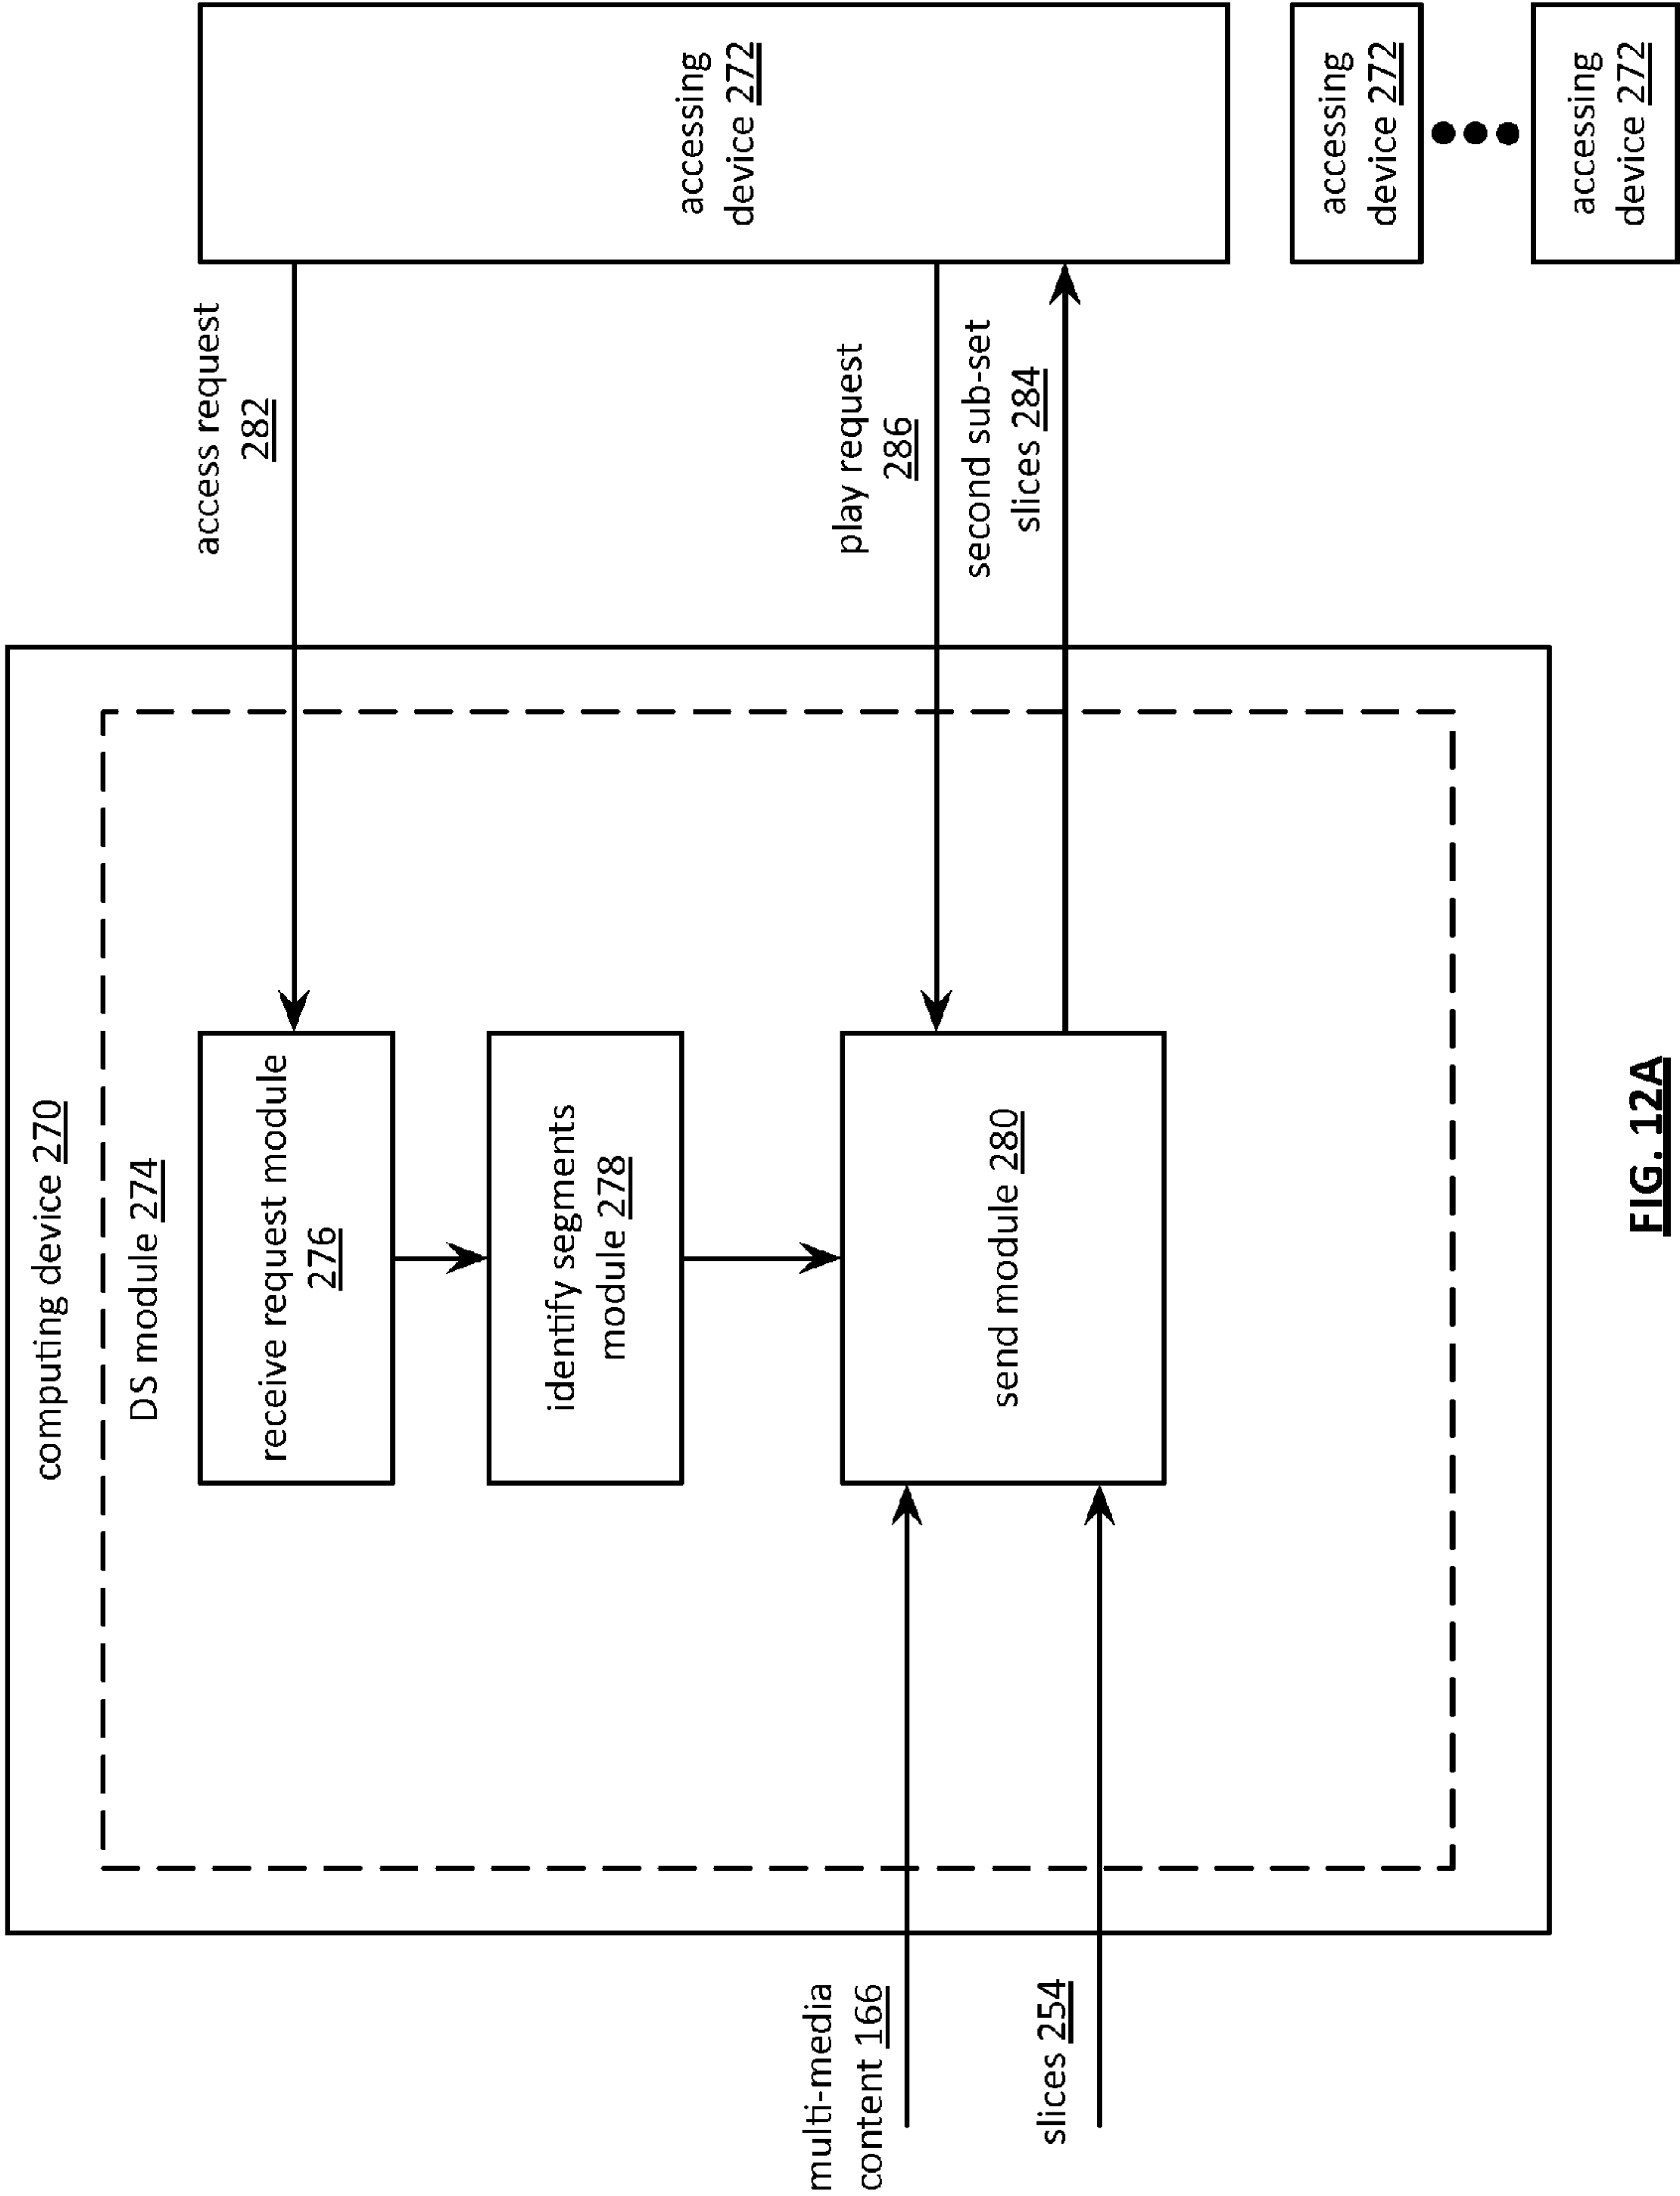 computing device 270
DS module 274
receive request module
276
identify segments
module 278
send module 280
multi-media
content 166
slices 254
access request
282
play request
286
second sub-set
slices 284
accessing
device 272
accessing
device 272
accessing
device 272
FIG. 12A